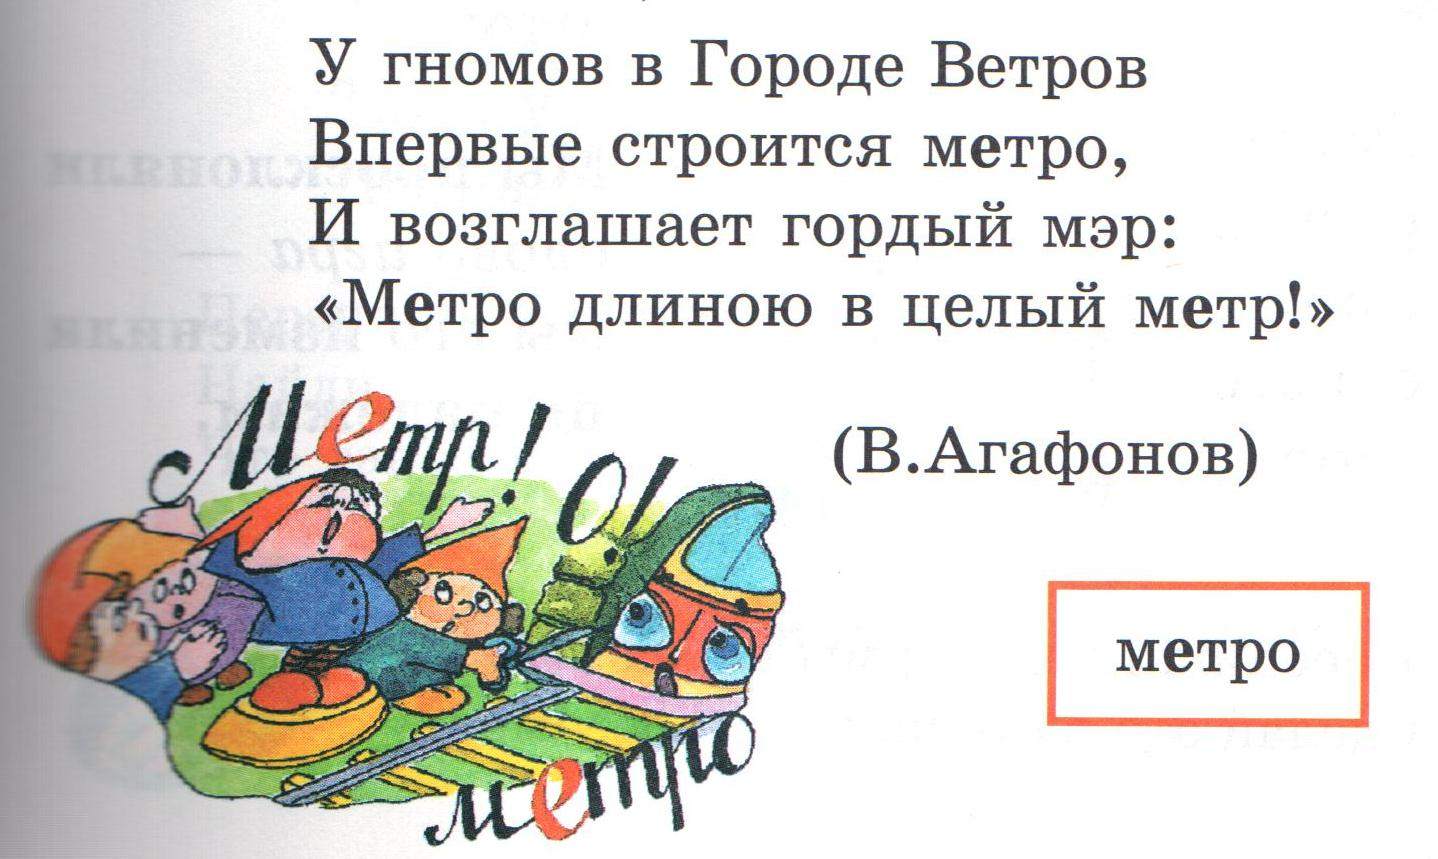 У гномов в Городе Ветров
Впервые строится метро,
И возглашает гордый мэр:
«Метро длиною в целый метр!»
(В.Агафонов)
Метр! О!
метро
метро